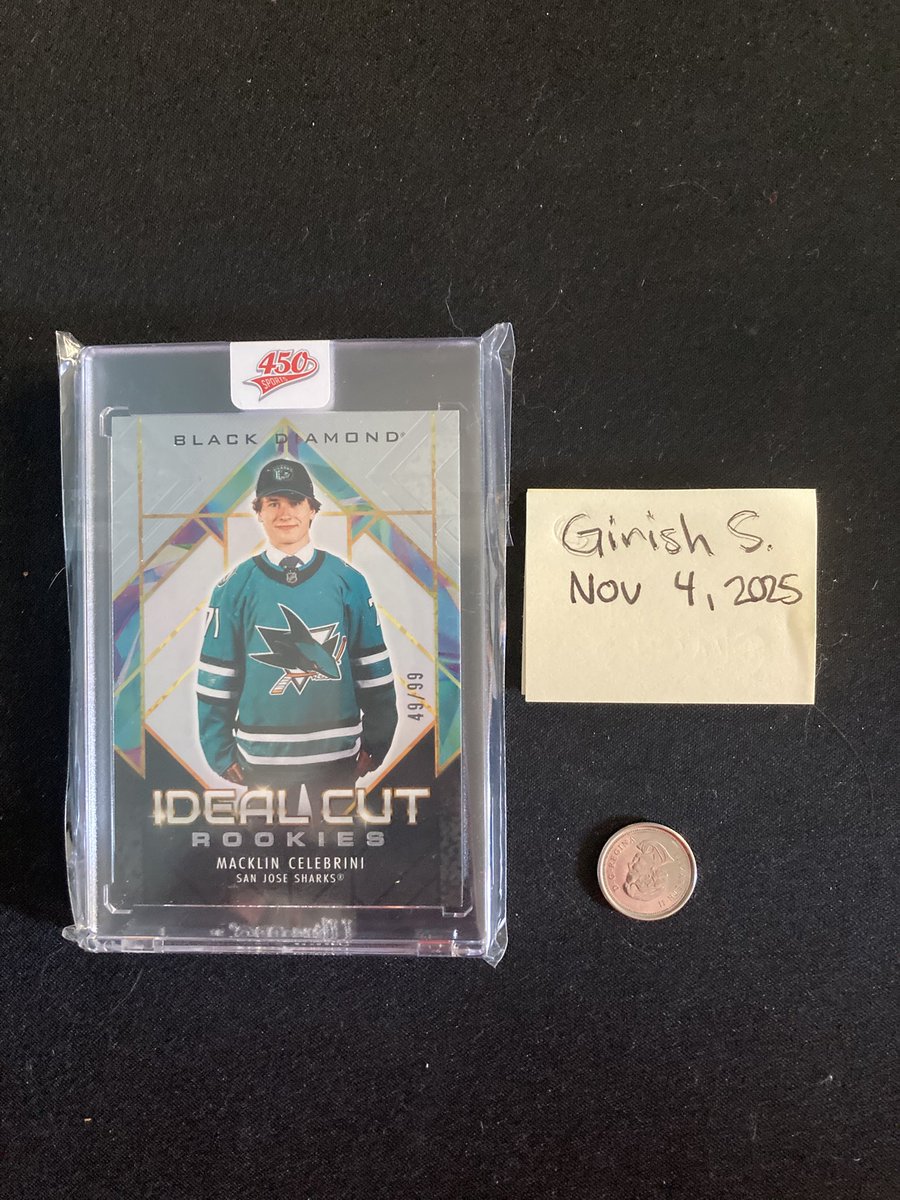 450
SPORTS
BLACK DIAMOND®
71
49/99
IDEAL CUT
ROOKIES
MACKLIN CELEBRINI
SAN JOSE SHARKS®
Girish S.
Nov 4, 2025